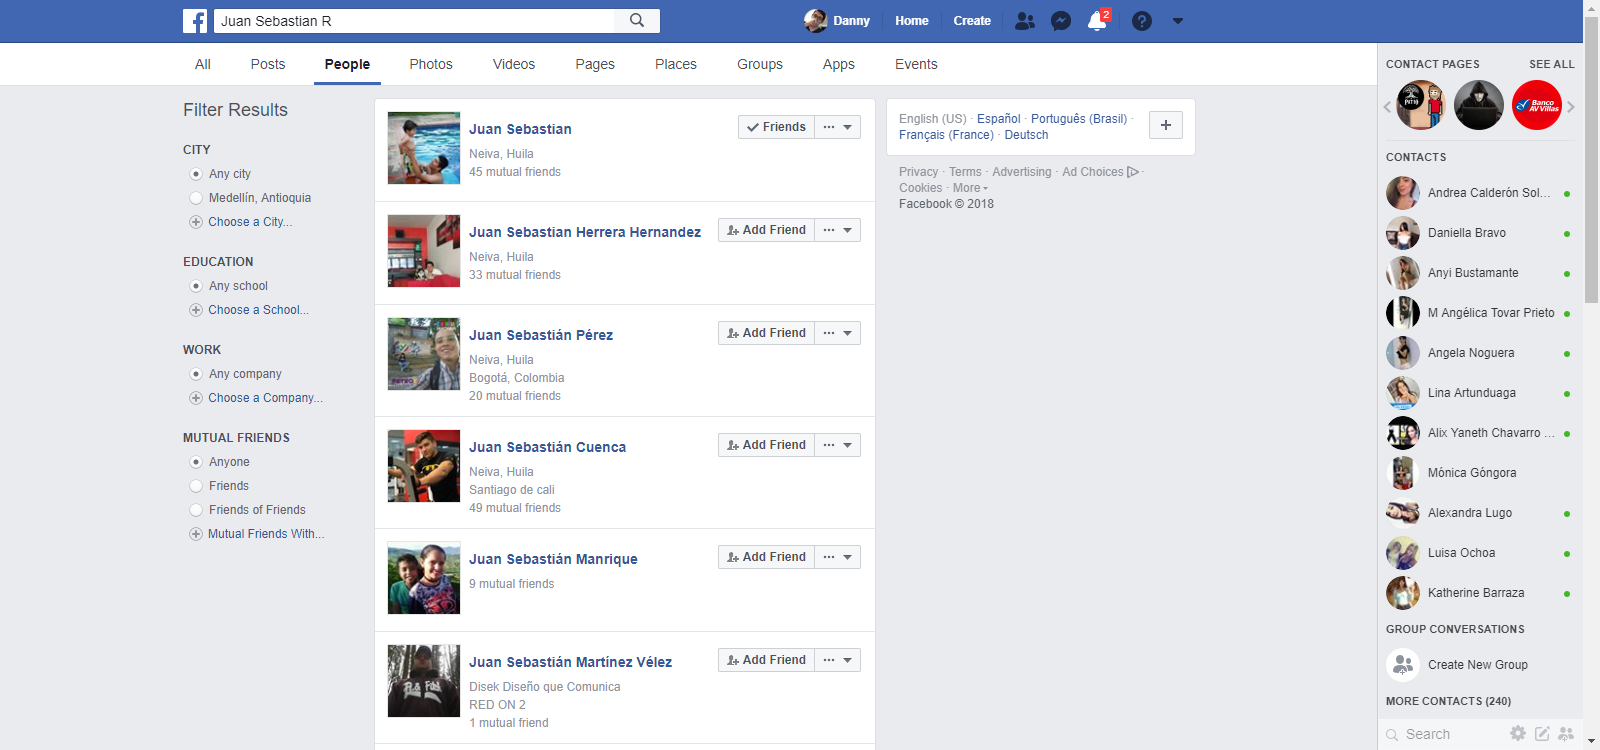 Juan Sebastian R
Danny
Home
Create
2
All
Posts
People
Photos
Videos
Pages
Places
Groups
Apps
Events
Filter Results
CITY
Any city
Medellín, Antioquia
Choose a City...
EDUCATION
Any school
Choose a School...
WORK
Any company
Choose a Company...
MUTUAL FRIENDS
Anyone
Friends
Friends of Friends
Mutual Friends With...
Juan Sebastian
Friends
Neiva, Huila
45 mutual friends
Juan Sebastian Herrera Hernandez
Add Friend
Neiva, Huila
33 mutual friends
Juan Sebastián Pérez
Add Friend
Neiva, Huila
Bogotá, Colombia
20 mutual friends
Juan Sebastián Cuenca
Add Friend
Neiva, Huila
Santiago de cali
49 mutual friends
Juan Sebastián Manrique
Add Friend
9 mutual friends
Juan Sebastián Martínez Vélez
Add Friend
Disek Diseño que Comunica
RED ON 2
1 mutual friend
English (US) · Español · Português (Brasil) ·
Français (France) · Deutsch
Privacy · Terms · Advertising · Ad Choices ·
Cookies · More
Facebook © 2018
CONTACT PAGES
SEE ALL
Banco
AV Villas
CONTACTS
Andrea Calderón Sol...
Daniella Bravo
Anyi Bustamante
M Angélica Tovar Prieto
Angela Noguera
Lina Artunduaga
Alix Yaneth Chavarro ...
Mónica Góngora
Alexandra Lugo
Luisa Ochoa
Katherine Barraza
GROUP CONVERSATIONS
Create New Group
MORE CONTACTS (240)
Search